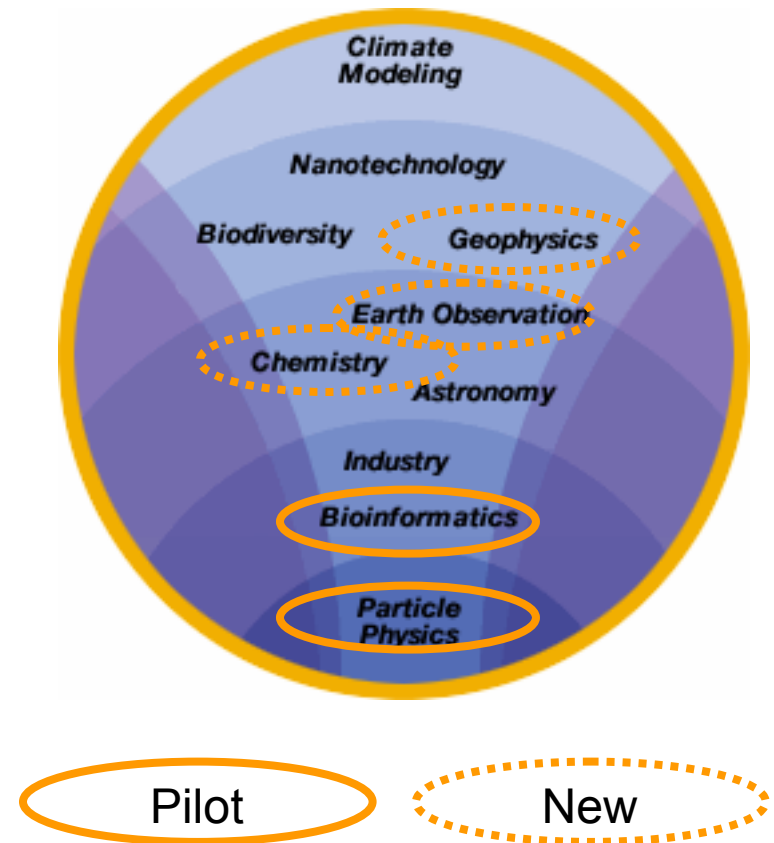 Climate
Modeling
Nanotechnology
Biodiversity
Geophysics
Earth Observation
Chemistry
Astronomy
Industry
Bioinformatics
Particle
Physics
Pilot
New